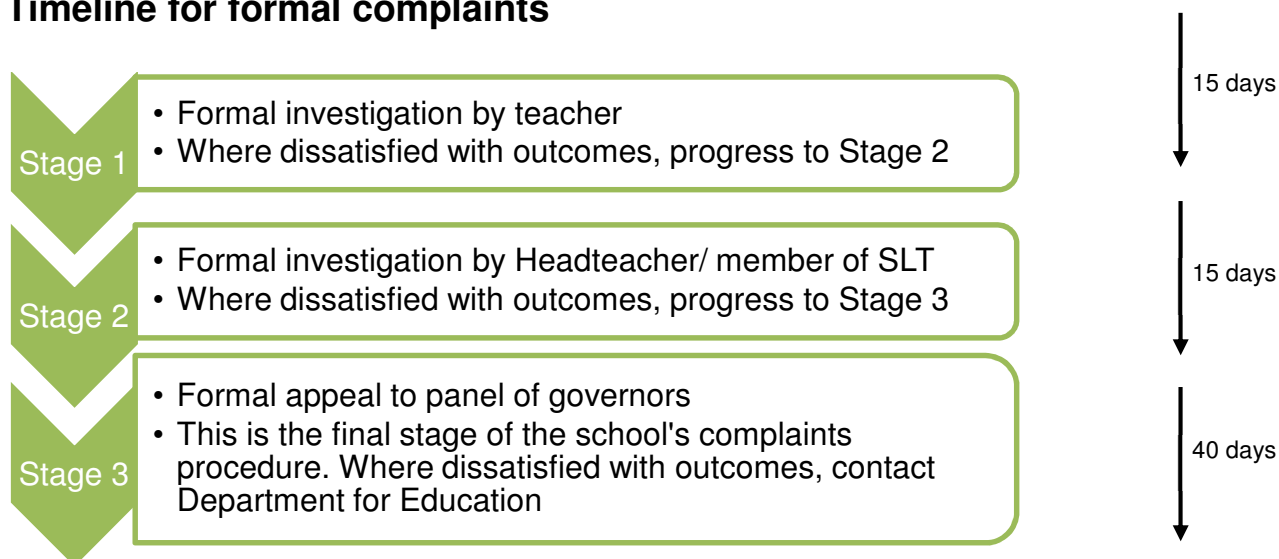 Timeline for formal complaints
15 days
Stage 1
• Formal investigation by teacher
• Where dissatisfied with outcomes, progress to Stage 2
15 days
Stage 2
• Formal investigation by Headteacher/ member of SLT
• Where dissatisfied with outcomes, progress to Stage 3
40 days
Stage 3
• Formal appeal to panel of governors
• This is the final stage of the school's complaints
procedure. Where dissatisfied with outcomes, contact
Department for Education